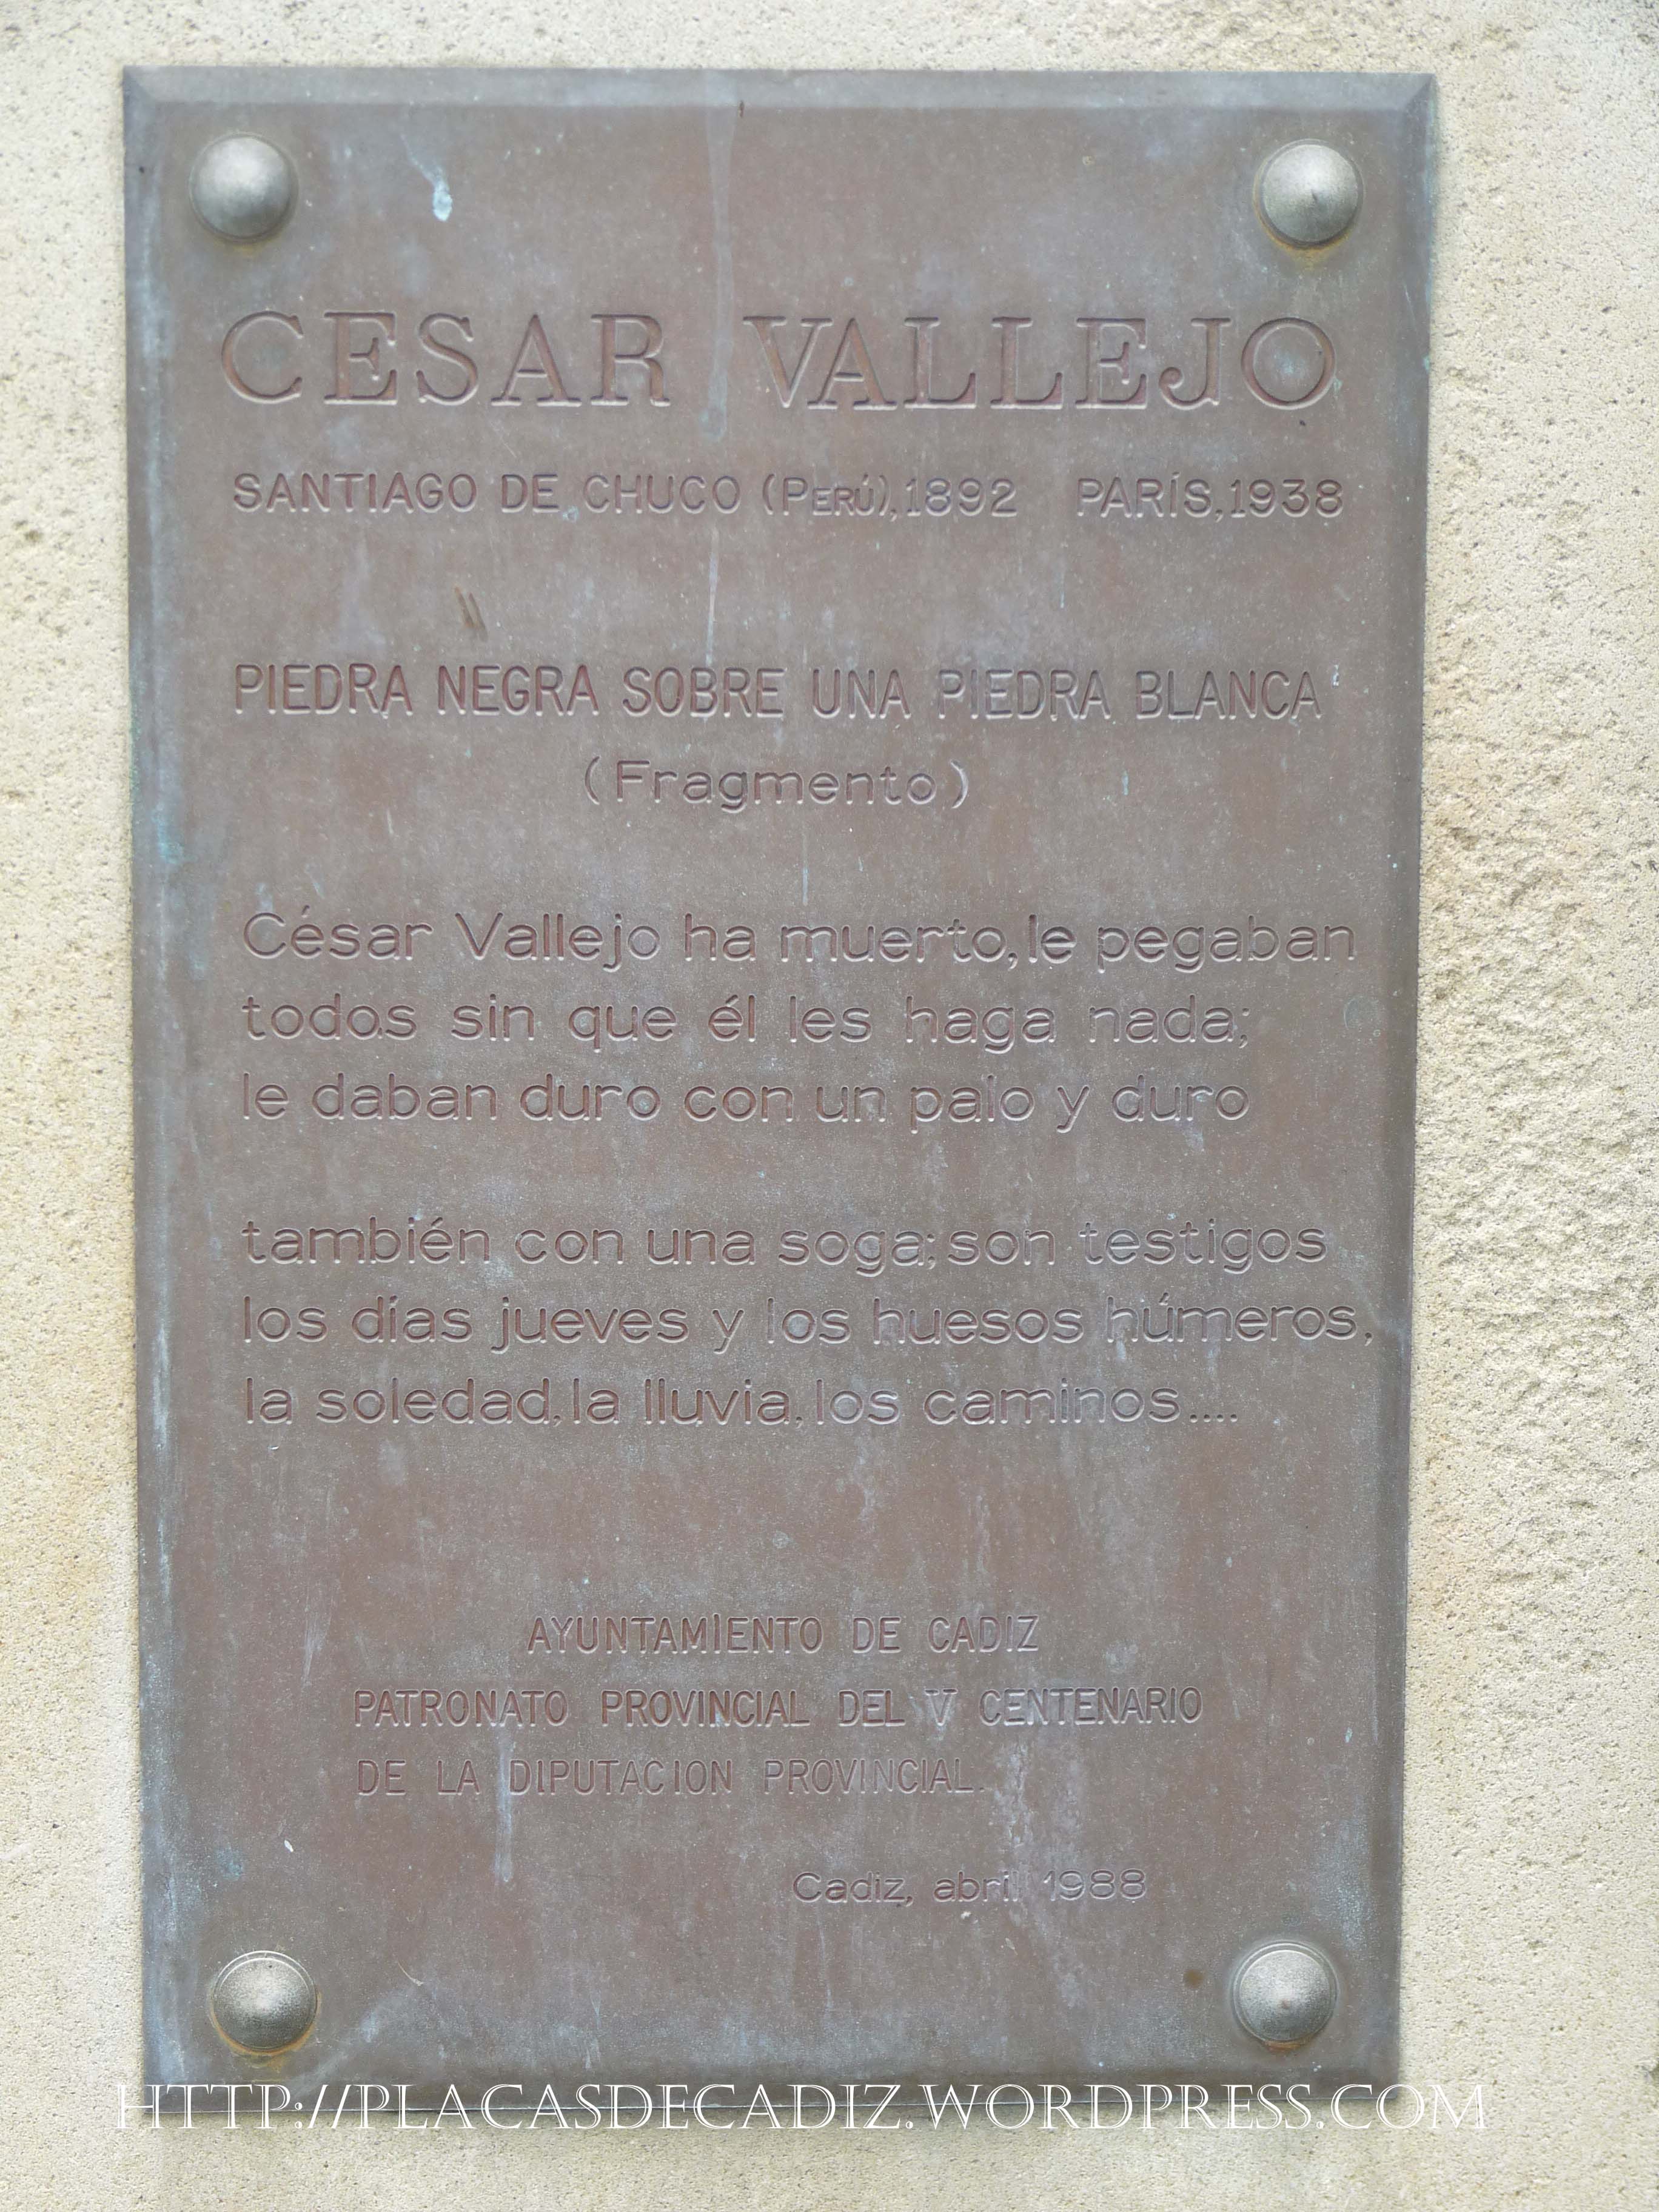 CESAR VALLEJO
SANTIAGO DE CHUCO (PERÚ),1892 PARÍS,1938
PIEDRA NEGRA SOBRE UNA PIEDRA BLANCA
(Fragmento)
César Vallejo ha muerto,le pegaban
todos sin que él les haga nada;
le daban duro con un palo y duro
también con una soga;son testigos
los días jueves y los huesos húmeros,
la soledad,la lluvia,los caminos....
AYUNTAMIENTO DE CADIZ
PATRONATO PROVINCIAL DEL V CENTENARIO
DE LA DIPUTACION PROVINCIAL.
Cadiz, abril 1988
HTTP://PLACASDECADIZ.WORDPRESS.COM